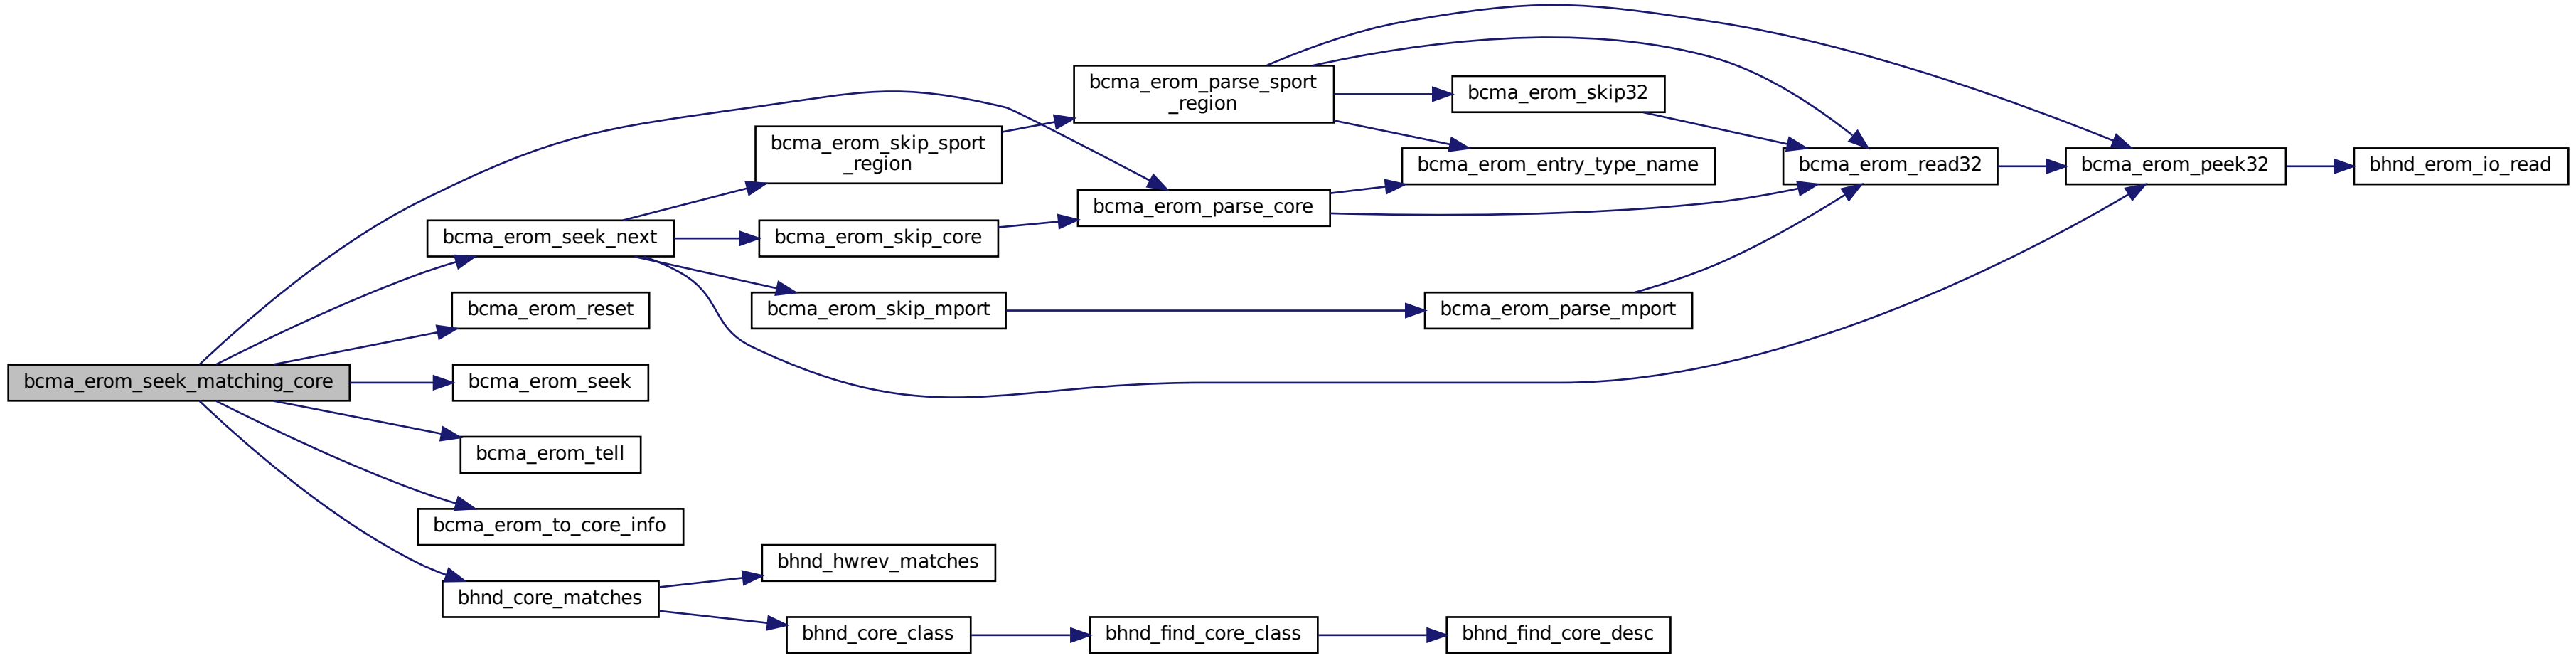 bcma_erom_seek_matching_core
bcma_erom_seek_next
bcma_erom_reset
bcma_erom_seek
bcma_erom_tell
bcma_erom_to_core_info
bhnd_core_matches
bcma_erom_skip_sport
_region
bcma_erom_skip_core
bcma_erom_skip_mport
bhnd_hwrev_matches
bhnd_core_class
bcma_erom_parse_sport
_region
bcma_erom_parse_core
bhnd_find_core_class
bcma_erom_skip32
bcma_erom_entry_type_name
bcma_erom_parse_mport
bhnd_find_core_desc
bcma_erom_read32
bcma_erom_peek32
bhnd_erom_io_read